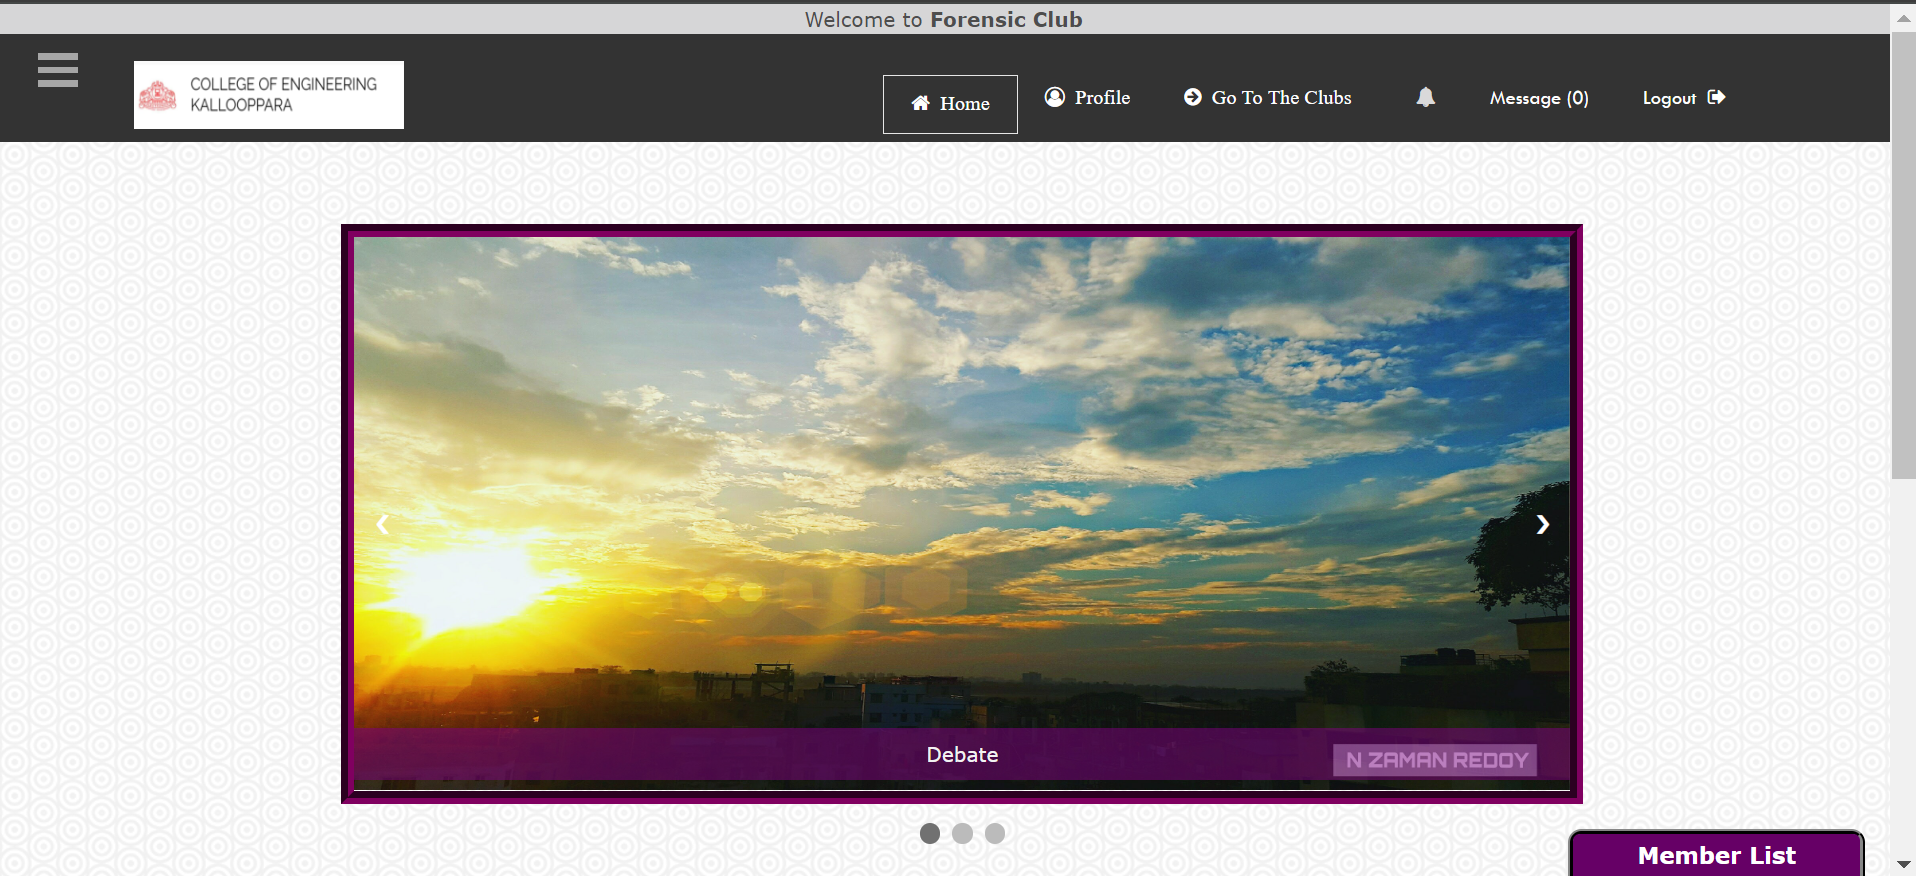 Welcome to Forensic Club
COLLEGE OF ENGINEERING
KALLOOPPARA
Home
Profile
Go To The Clubs
Message (0)
Logout
Debate
N ZAMAN REDOY
Member List